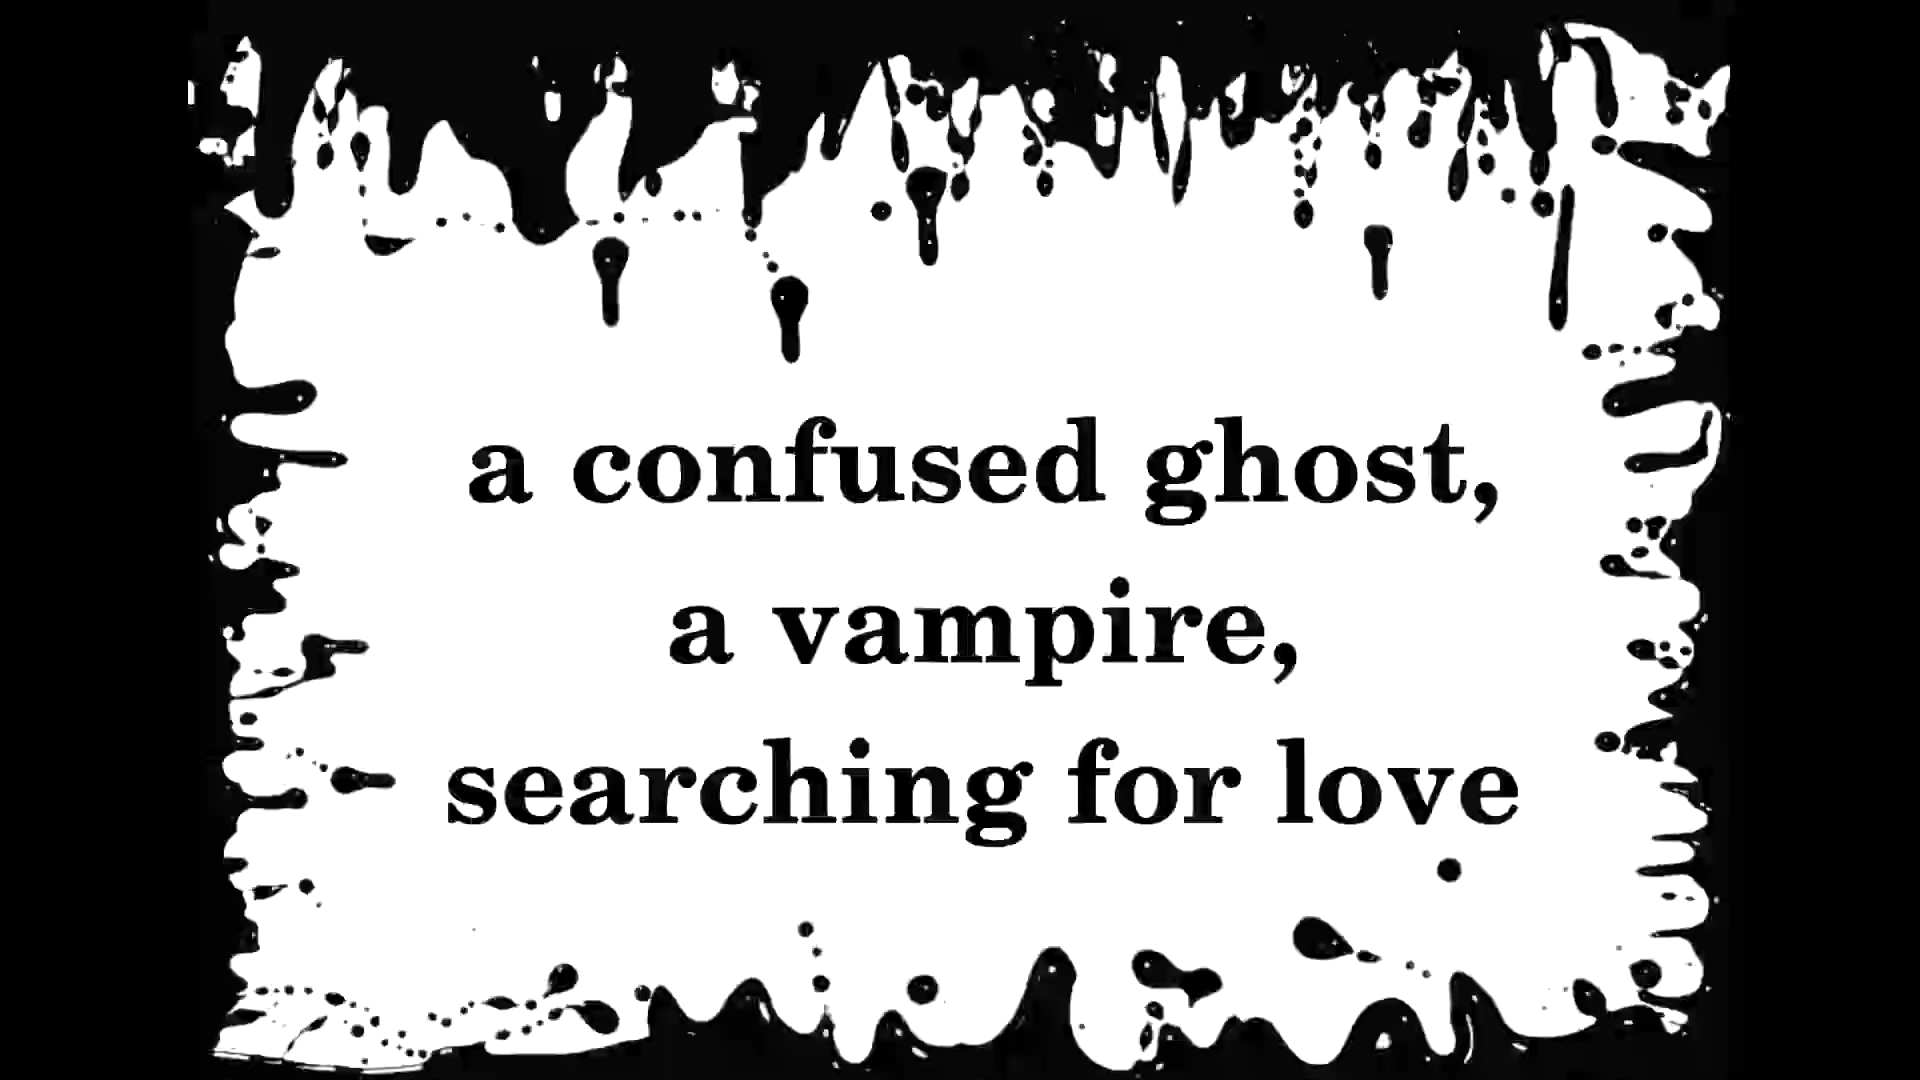 a confused ghost,
a vampire,
searching for love